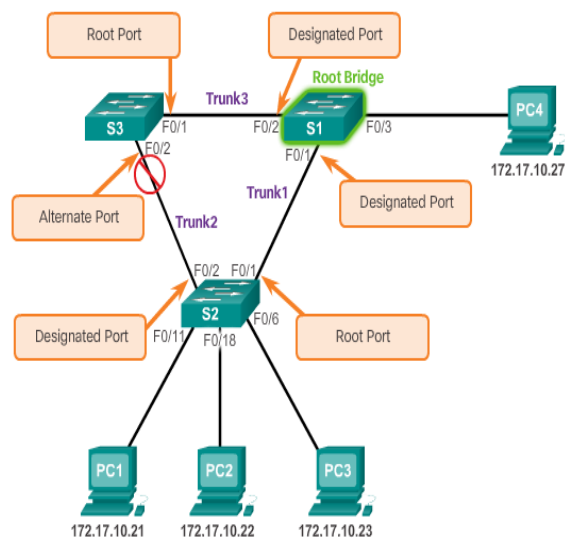 Root Port
Designated Port
Root Bridge
Trunk3
S3
F0/1
F0/2
S1
F0/3
PC4
F0/2
F0/1
172.17.10.27
Alternate Port
Trunk1
Designated Port
Trunk2
F0/2
F0/1
Designated Port
S2
F0/6
Root Port
F0/11
F0/18
PC1
PC2
PC3
172.17.10.21
172.17.10.22
172.17.10.23